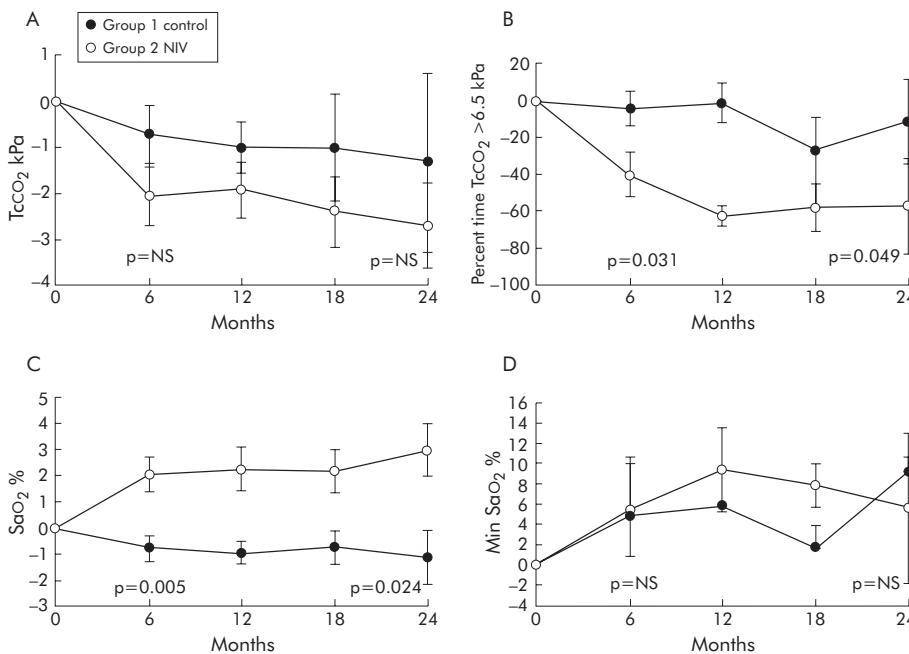 A
Group 1 control
Group 2 NIV
1
0
−1
−2
−3
−4
TcCO2 kPa
p=NS
p=NS
0
6
12
18
24
Months
B
20
0
−20
−40
−60
−80
−100
Percent time TcCO2 >6.5 kPa
p=0.031
p=0.049
0
6
12
18
24
Months
C
5
4
3
2
1
0
−1
−2
−3
SaO2 %
p=0.005
p=0.024
0
6
12
18
24
Months
D
16
14
12
10
8
6
4
2
0
−2
−4
Min SaO2 %
p=NS
p=NS
0
6
12
18
24
Months